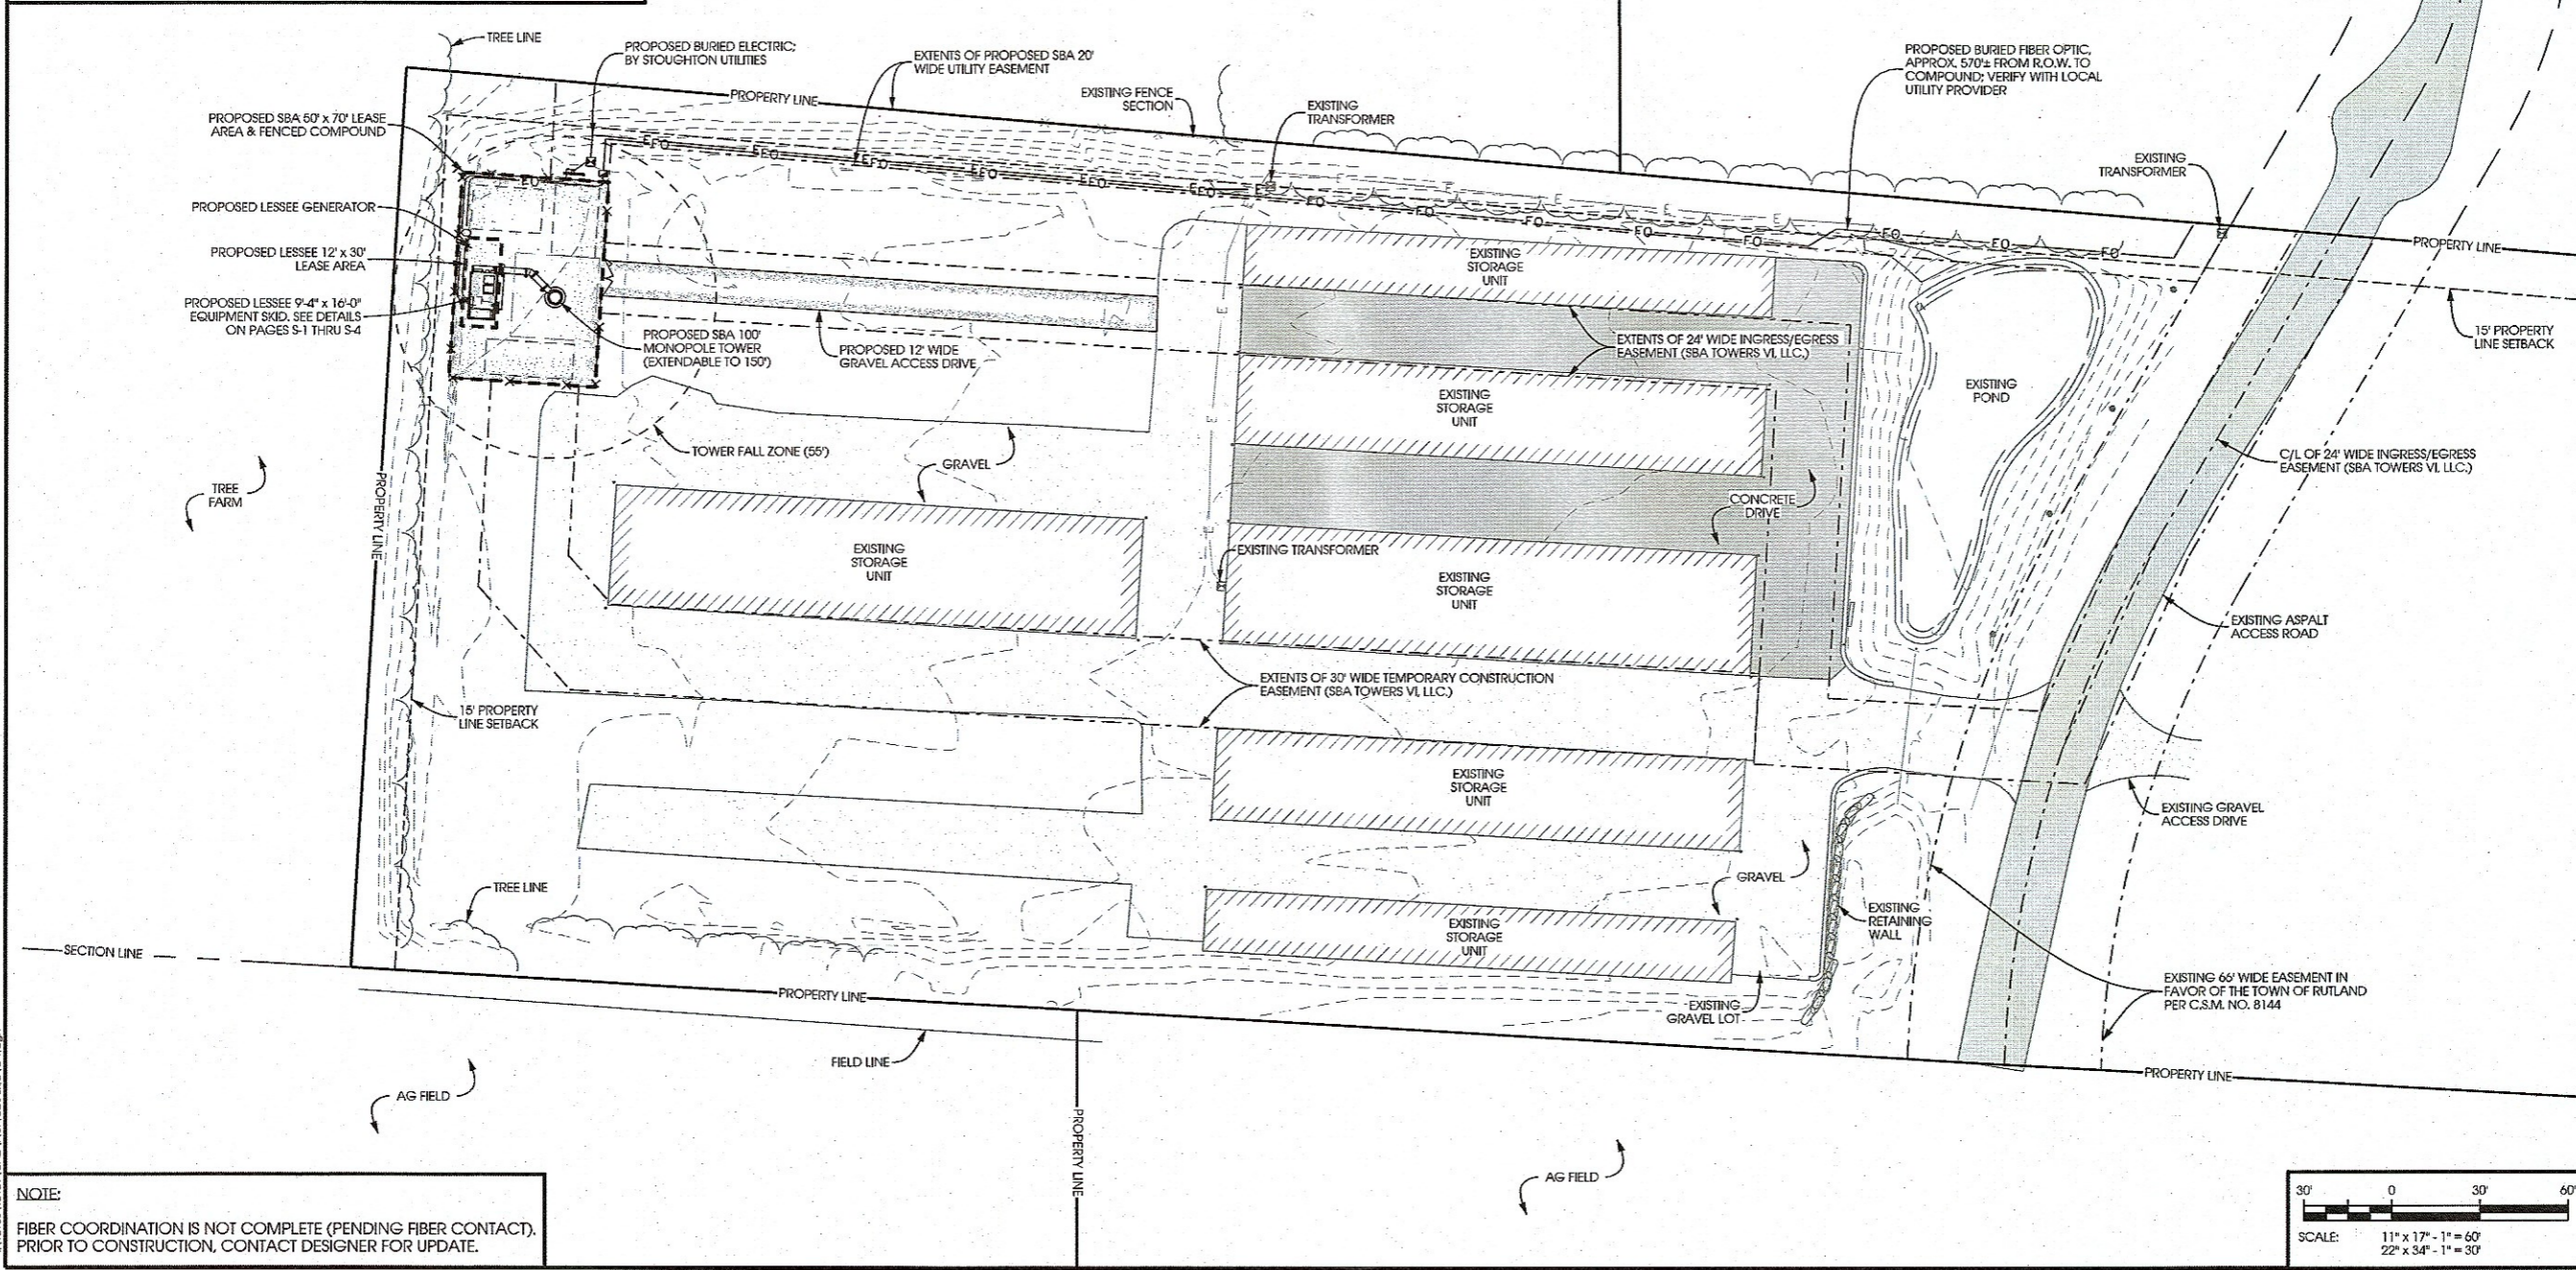 TREE LINE
PROPOSED BURIED ELECTRIC;
BY STOUGHTON UTILITIES
EXTENTS OF PROPOSED SBA 20'
WIDE UTILITY EASEMENT
PROPOSED BURIED FIBER OPTIC,
APPROX. 570'± FROM R.O.W. TO
COMPOUND; VERIFY WITH LOCAL
UTILITY PROVIDER
PROPERTY LINE
EXISTING FENCE
SECTION
EXISTING
TRANSFORMER
EXISTING
TRANSFORMER
PROPOSED SBA 50' x 70' LEASE
AREA & FENCED COMPOUND
PROPOSED LESSEE GENERATOR
PROPOSED LESSEE 12' x 30'
LEASE AREA
PROPOSED LESSEE 9'-4" x 16'-0"
EQUIPMENT SKID. SEE DETAILS
ON PAGES S-1 THRU S-4
PROPOSED SBA 100'
MONOPOLE TOWER
(EXTENDABLE TO 150')
PROPOSED 12' WIDE
GRAVEL ACCESS DRIVE
EXISTING
STORAGE
UNIT
EXTENTS OF 24' WIDE INGRESS/EGRESS
EASEMENT (SBA TOWERS VI, LLC.)
PROPERTY LINE
15' PROPERTY
LINE SETBACK
EXISTING
POND
EXISTING
STORAGE
UNIT
TOWER FALL ZONE (55')
GRAVEL
C/L OF 24' WIDE INGRESS/EGRESS
EASEMENT (SBA TOWERS VI, LLC.)
TREE
FARM
PROPERTY LINE
CONCRETE
DRIVE
EXISTING
STORAGE
UNIT
EXISTING TRANSFORMER
EXISTING
STORAGE
UNIT
EXISTING ASPALT
ACCESS ROAD
EXTENTS OF 30' WIDE TEMPORARY CONSTRUCTION
EASEMENT (SBA TOWERS VI, LLC.)
15' PROPERTY
LINE SETBACK
EXISTING
STORAGE
UNIT
EXISTING GRAVEL
ACCESS DRIVE
TREE LINE
GRAVEL
EXISTING
RETAINING
WALL
EXISTING
STORAGE
UNIT
SECTION LINE
PROPERTY LINE
EXISTING
GRAVEL LOT
EXISTING 66' WIDE EASEMENT IN
FAVOR OF THE TOWN OF RUTLAND
PER C.S.M. NO. 8144
FIELD LINE
PROPERTY LINE
AG FIELD
PROPERTY LINE
AG FIELD
NOTE:
FIBER COORDINATION IS NOT COMPLETE (PENDING FIBER CONTACT).
PRIOR TO CONSTRUCTION, CONTACT DESIGNER FOR UPDATE.
30' 0 30' 60'
SCALE: 11" x 17" - 1" = 60'
22" x 34" - 1" = 30'